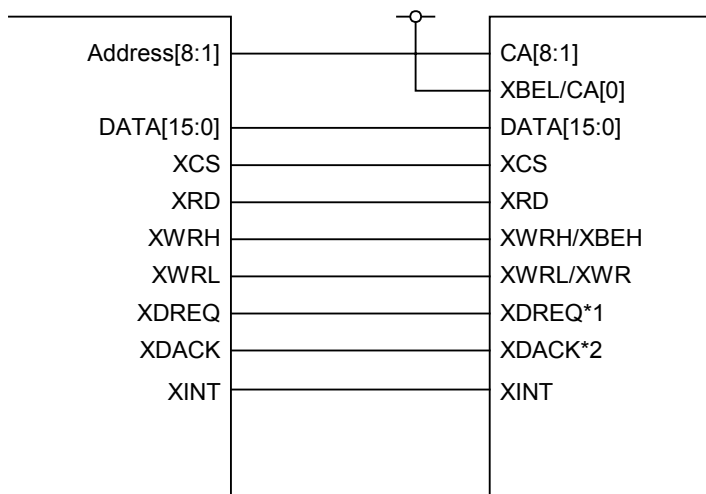 Address[8:1] CA[8:1]
XBEL/CA[0]
DATA[15:0] DATA[15:0]
XCS XCS
XRD XRD
XWRH XWRH/XBEH
XWRL XWRL/XWR
XDREQ XDREQ*1
XDACK XDACK*2
XINT XINT